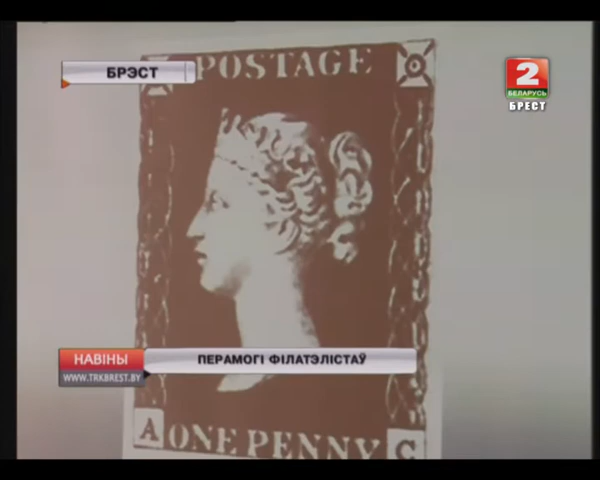 БРЭСТ
POSTAGE
2
БЕЛАРУСЬ
БРЕСТ
НАВІНЫ
ПЕРАМОГІ ФІЛАТЭЛІСТАЎ
WWW.TRKBREST.BY
A ONE PENNY C